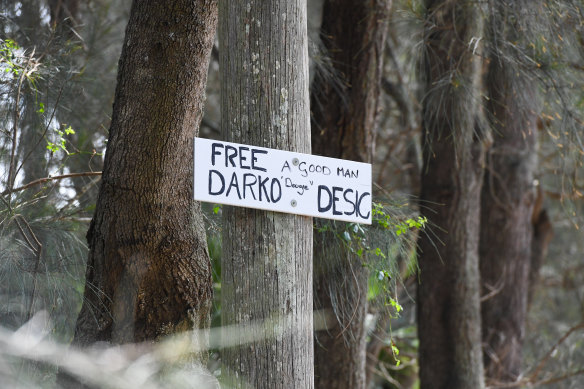 FREE A GOOD MAN
DARKO "Dougie" DESIC